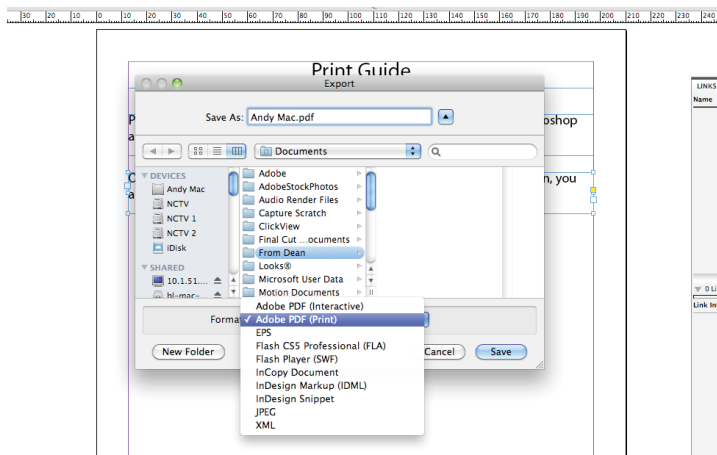 30 20 10 0 10 20 30 40 50 60 70 80 90 100 110 120 130 140 150 160 170 180 190 200 210 220 230 240
Print Guide
LINKS
Name
Export
Save As: Andy Mac.pdf
oshop
Documents
DEVICES
Andy Mac
NCTV
NCTV 1
NCTV 2
iDisk
SHARED
10.1.51....
bl-mac-
Adobe
AdobeStockPhotos
Audio Render Files
Capture Scratch
ClickView
Final Cut ...ocuments
From Dean
Looks®
Microsoft User Data
Motion Documents
n, you
0 Li
Link In
Format
Adobe PDF (Interactive)
✓ Adobe PDF (Print)
EPS
Flash CS5 Professional (FLA)
Flash Player (SWF)
InCopy Document
InDesign Markup (IDML)
InDesign Snippet
JPEG
XML
New Folder
Cancel
Save